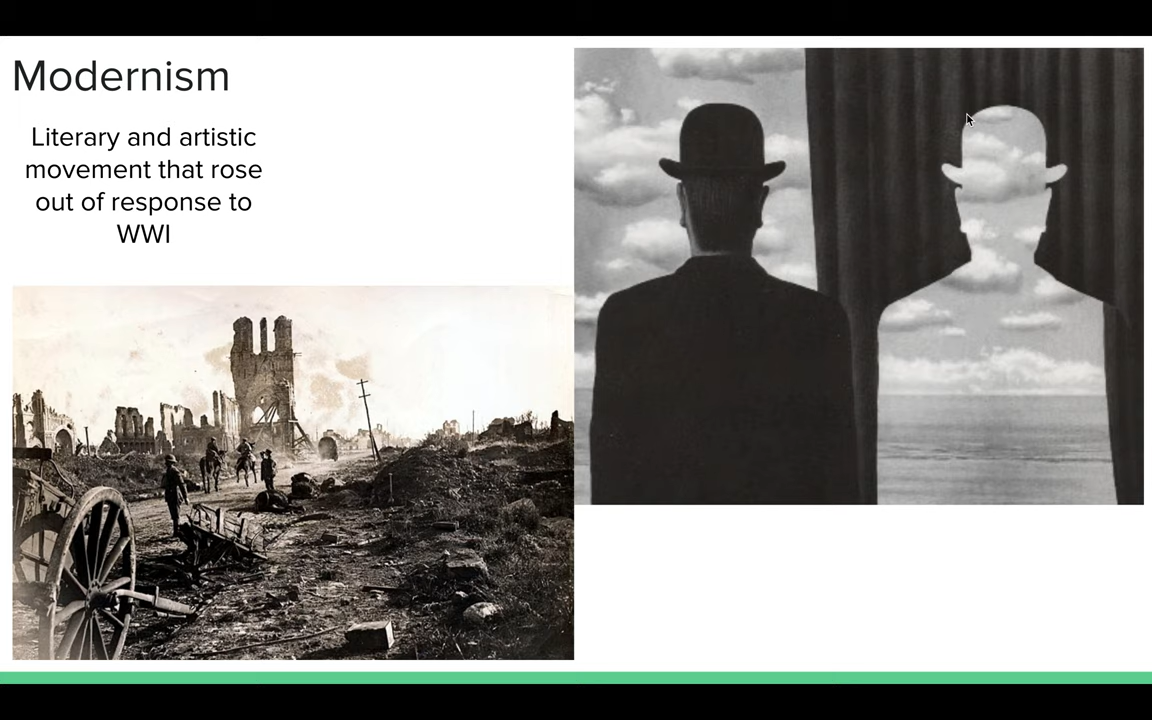 Modernism
Literary and artistic
movement that rose
out of response to
WWI